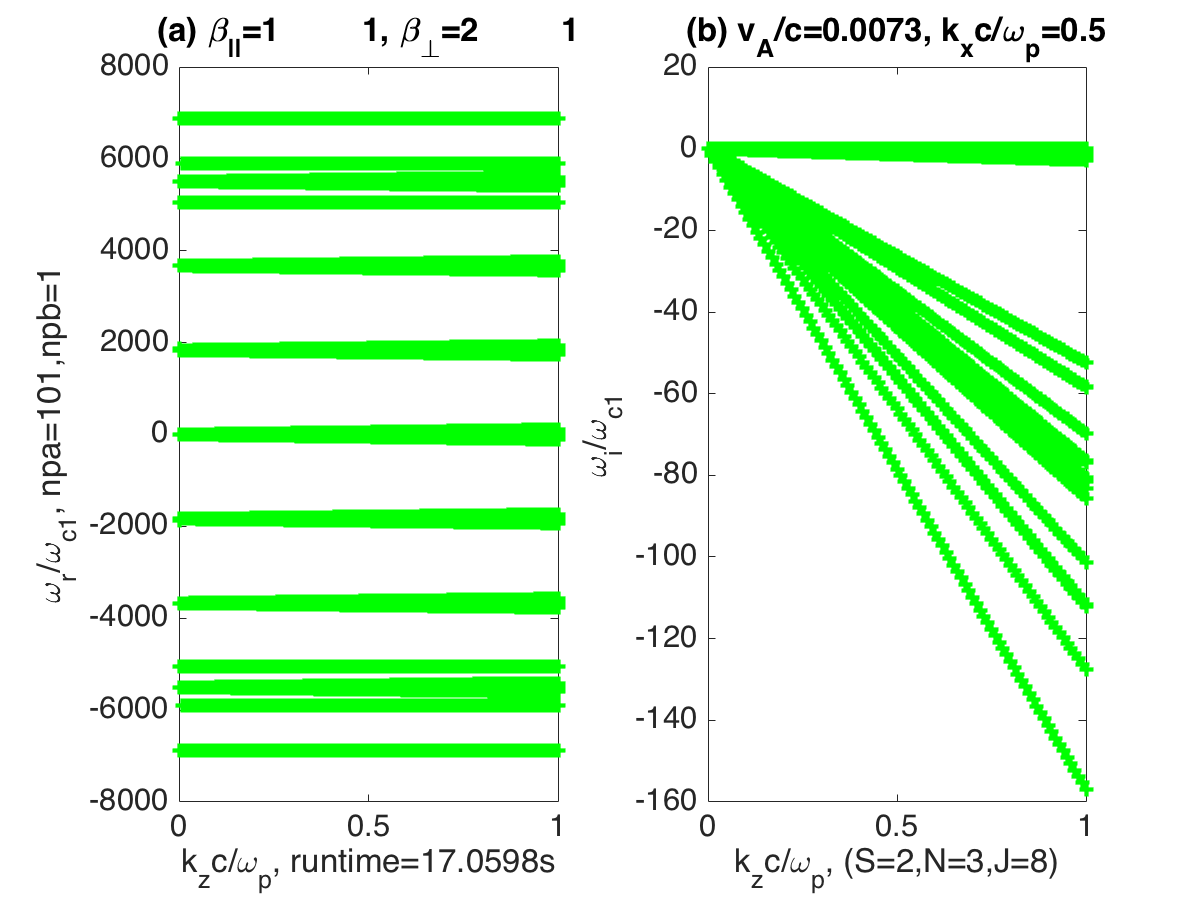 (a) β||=1 1, β⊥=2 1
8000
6000
4000
2000
0
-2000
-4000
-6000
-8000
ωr/ωc1, npa=101,npb=1
0 0.5 1
kzc/ωp, runtime=17.0598s
(b) vA/c=0.0073, kxc/ωp=0.5
20
0
-20
-40
-60
-80
-100
-120
-140
-160
ωi/ωc1
0 0.5 1
kzc/ωp, (S=2,N=3,J=8)